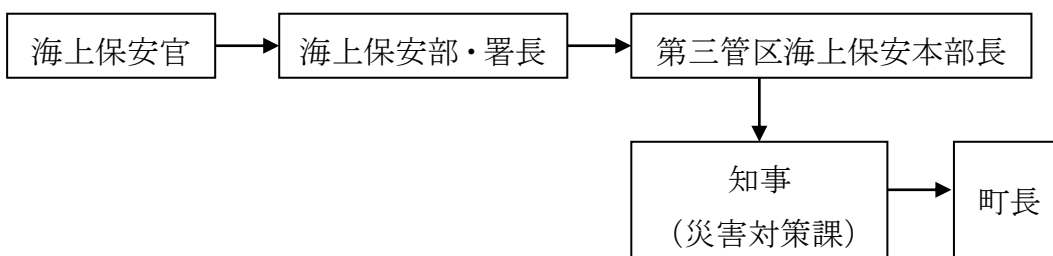 海上保安官
海上保安部・署長
第三管区海上保安本部長
知事
(災害対策課)
町長